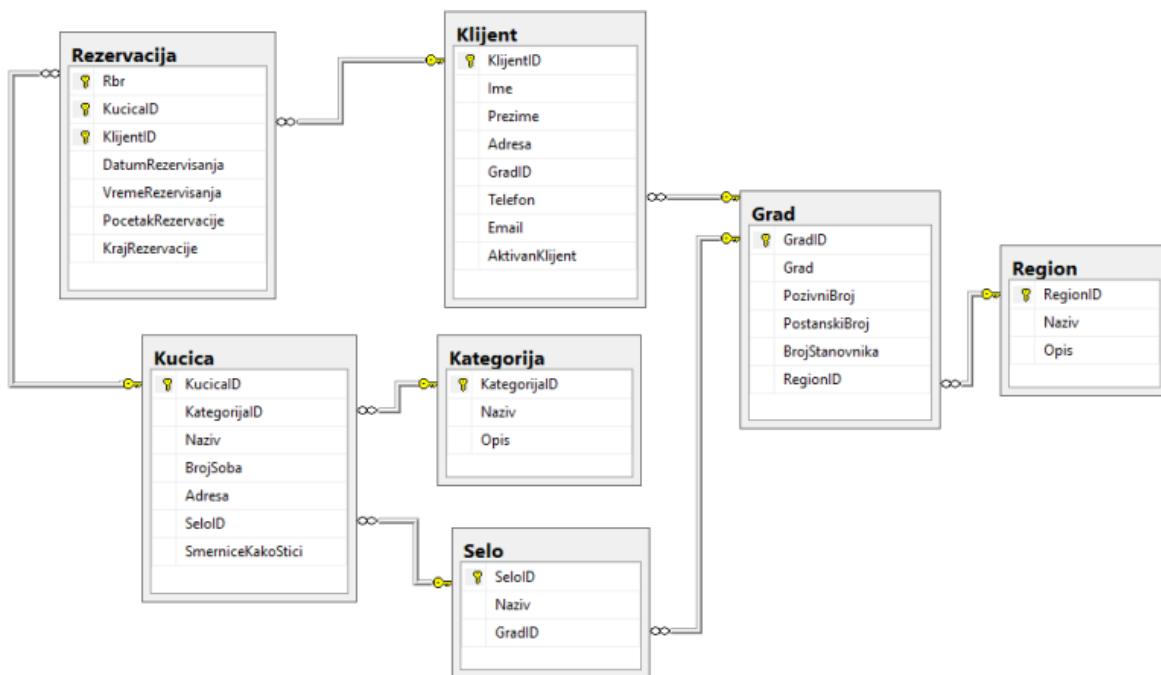 Rezervacija
Rbr
KucicaID
KlijentID
DatumRezervisanja
VremeRezervisanja
PocetakRezervacije
KrajRezervacije
Klijent
KlijentID
Ime
Prezime
Adresa
GradID
Telefon
Email
AktivanKlijent
Grad
GradID
Grad
PozivniBroj
PostanskiBroj
BrojStanovnika
RegionID
Region
RegionID
Naziv
Opis
Kucica
KucicaID
KategorijaID
Naziv
BrojSoba
Adresa
SeloID
SmerniceKakoStici
Kategorija
KategorijaID
Naziv
Opis
Selo
SeloID
Naziv
GradID